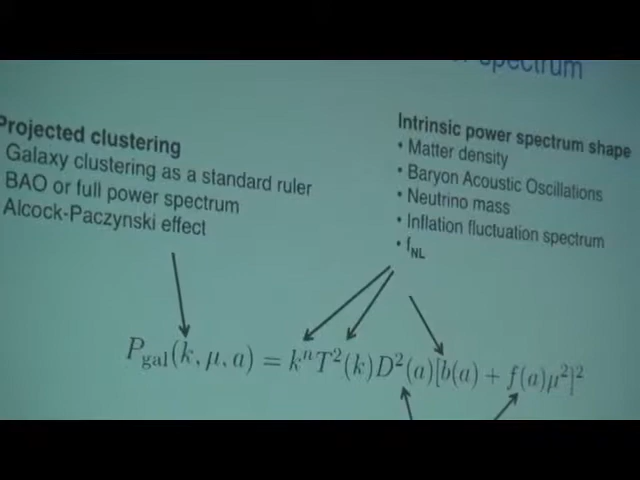 spectrum
Projected clustering
Galaxy clustering as a standard ruler
BAO or full power spectrum
Alcock-Paczynski effect
Intrinsic power spectrum shape
• Matter density
• Baryon Acoustic Oscillations
• Neutrino mass
• Inflation fluctuation spectrum
• f_NL
P_gal(k, μ, a) = k^n T^2(k) D^2(a)[b(a) + f(a)μ^2]^2